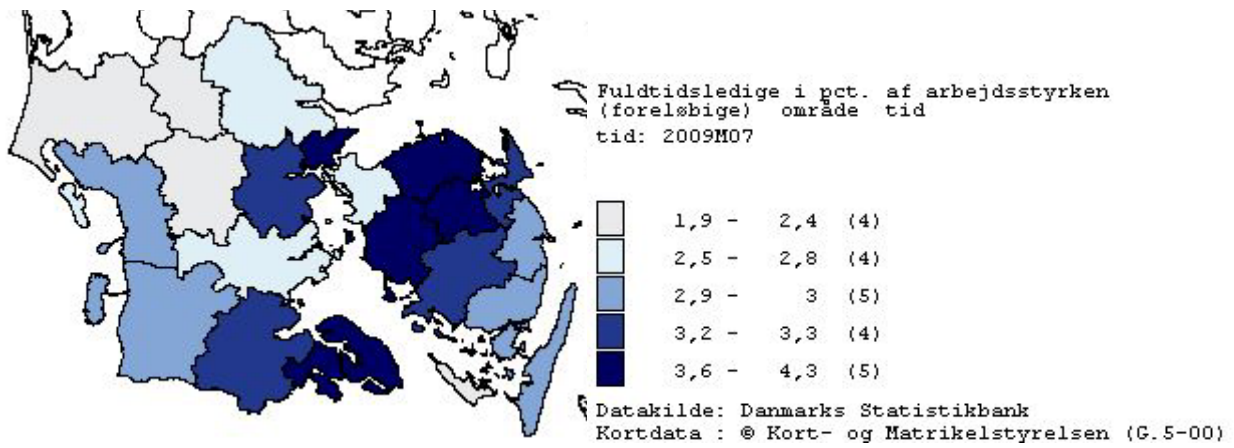 Fuldtidsledige i pct. af arbejdsstyrken
(foreløbige) område tid
tid: 2009M07
1,9 - 2,4 (4)
2,5 - 2,8 (4)
2,9 - 3 (5)
3,2 - 3,3 (4)
3,6 - 4,3 (5)
Datakilde: Danmarks Statistikbank
Kortdata : © Kort- og Matrikelstyrelsen (G.5-00)